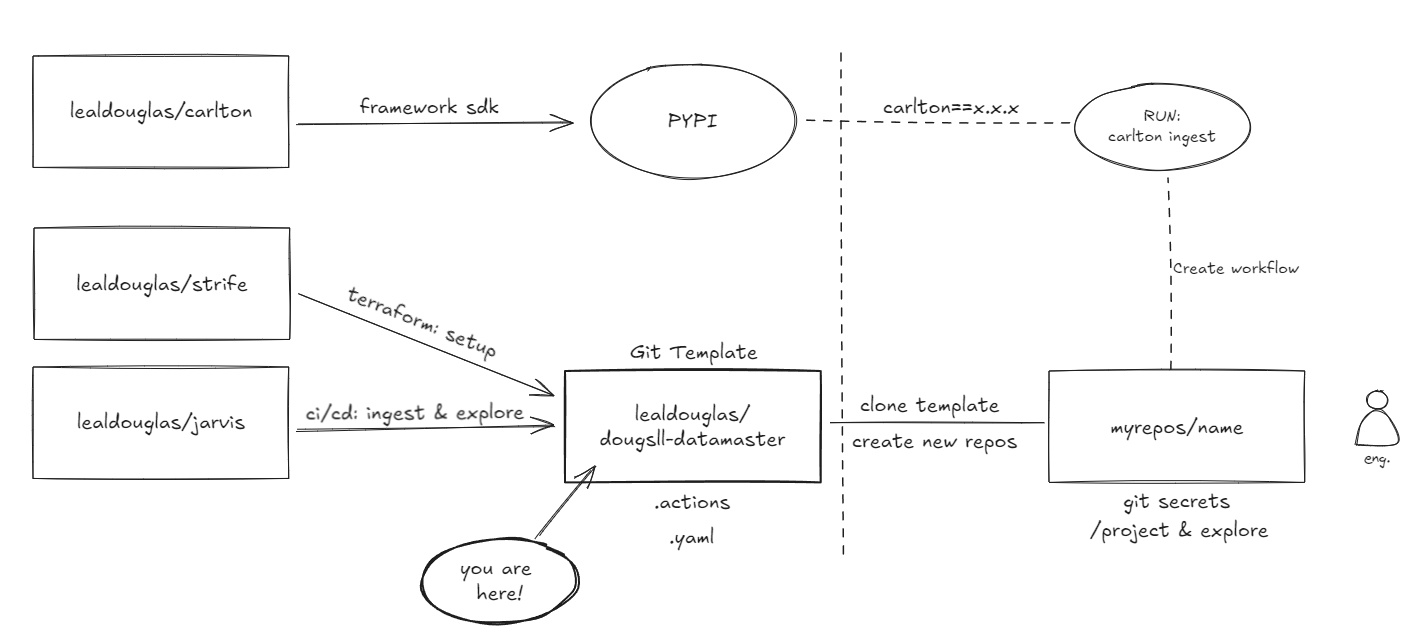 lealdouglas/carlton
framework sdk
PYPI
carlton==x.x.x
RUN:
carlton ingest
lealdouglas/strife
terraform: setup
Create workflow
lealdouglas/jarvis
ci/cd: ingest & explore
Git Template
lealdouglas/
dougsll-datamaster
.actions
.yaml
clone template
create new repos
myrepos/name
git secrets
/project & explore
eng.
you are
here!